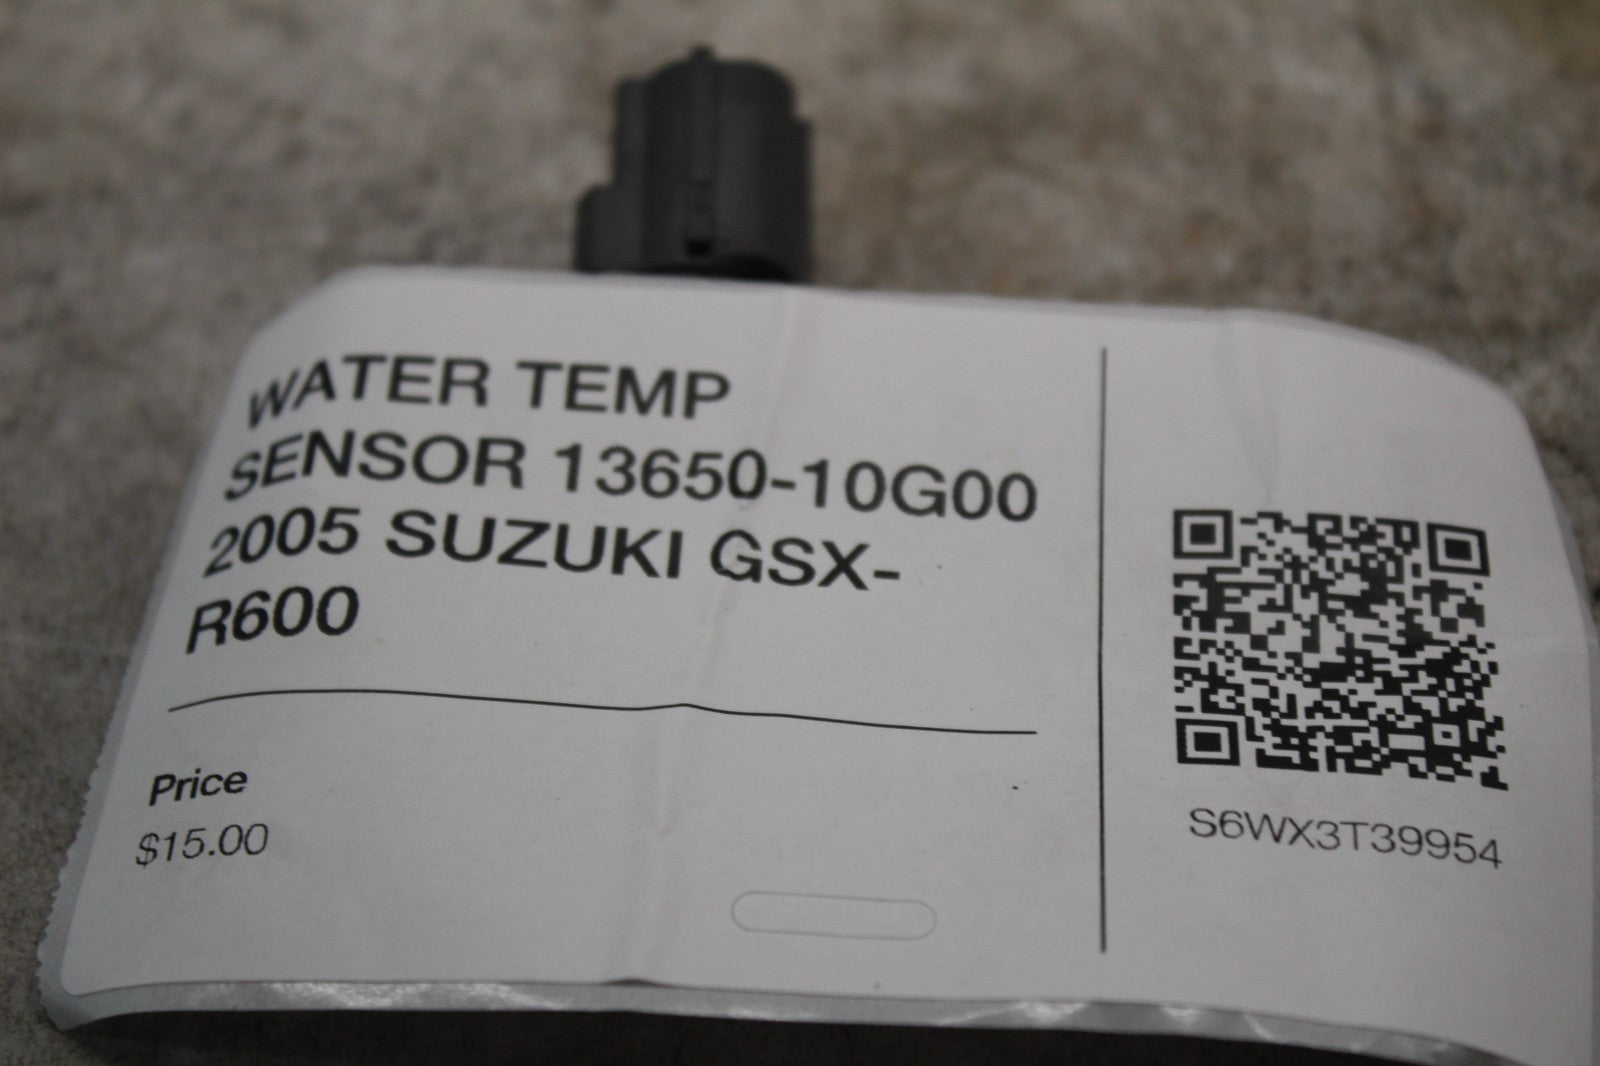 WATER TEMP
SENSOR 13650-10G00
2005 SUZUKI GSX-
R600
Price
$15.00
S6WX3T39954